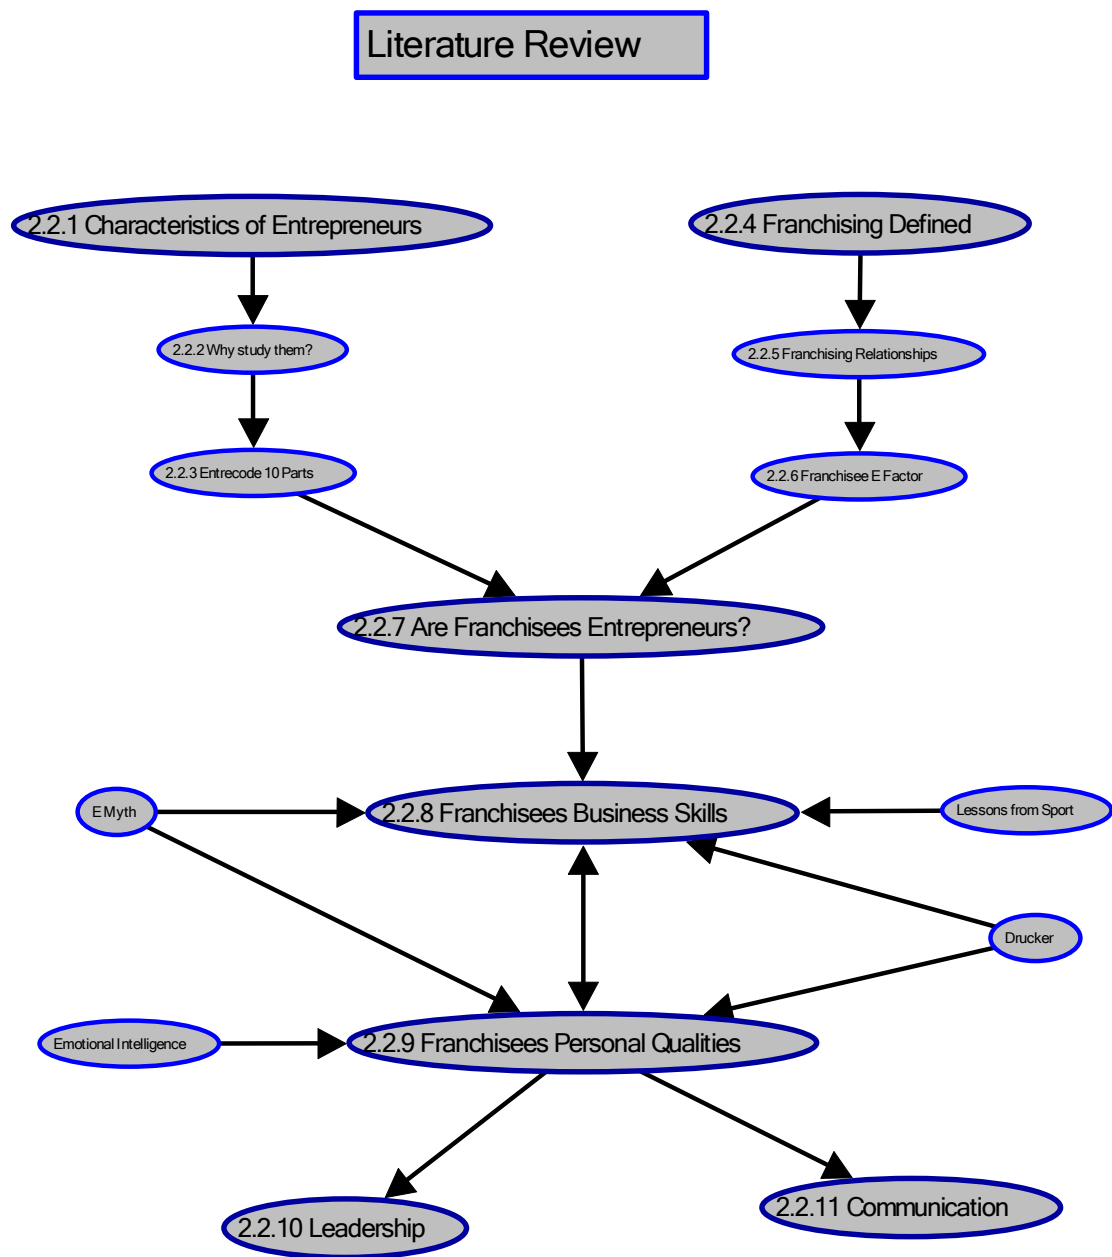 Literature Review
2.2.1 Characteristics of Entrepreneurs
2.2.4 Franchising Defined
2.2.2 Why study them?
2.2.5 Franchising Relationships
2.2.3 Entrecode 10 Parts
2.2.6 Franchisee E Factor
2.2.7 Are Franchisees Entrepreneurs?
E Myth
2.2.8 Franchisees Business Skills
Lessons from Sport
Drucker
Emotional Intelligence
2.2.9 Franchisees Personal Qualities
2.2.10 Leadership
2.2.11 Communication